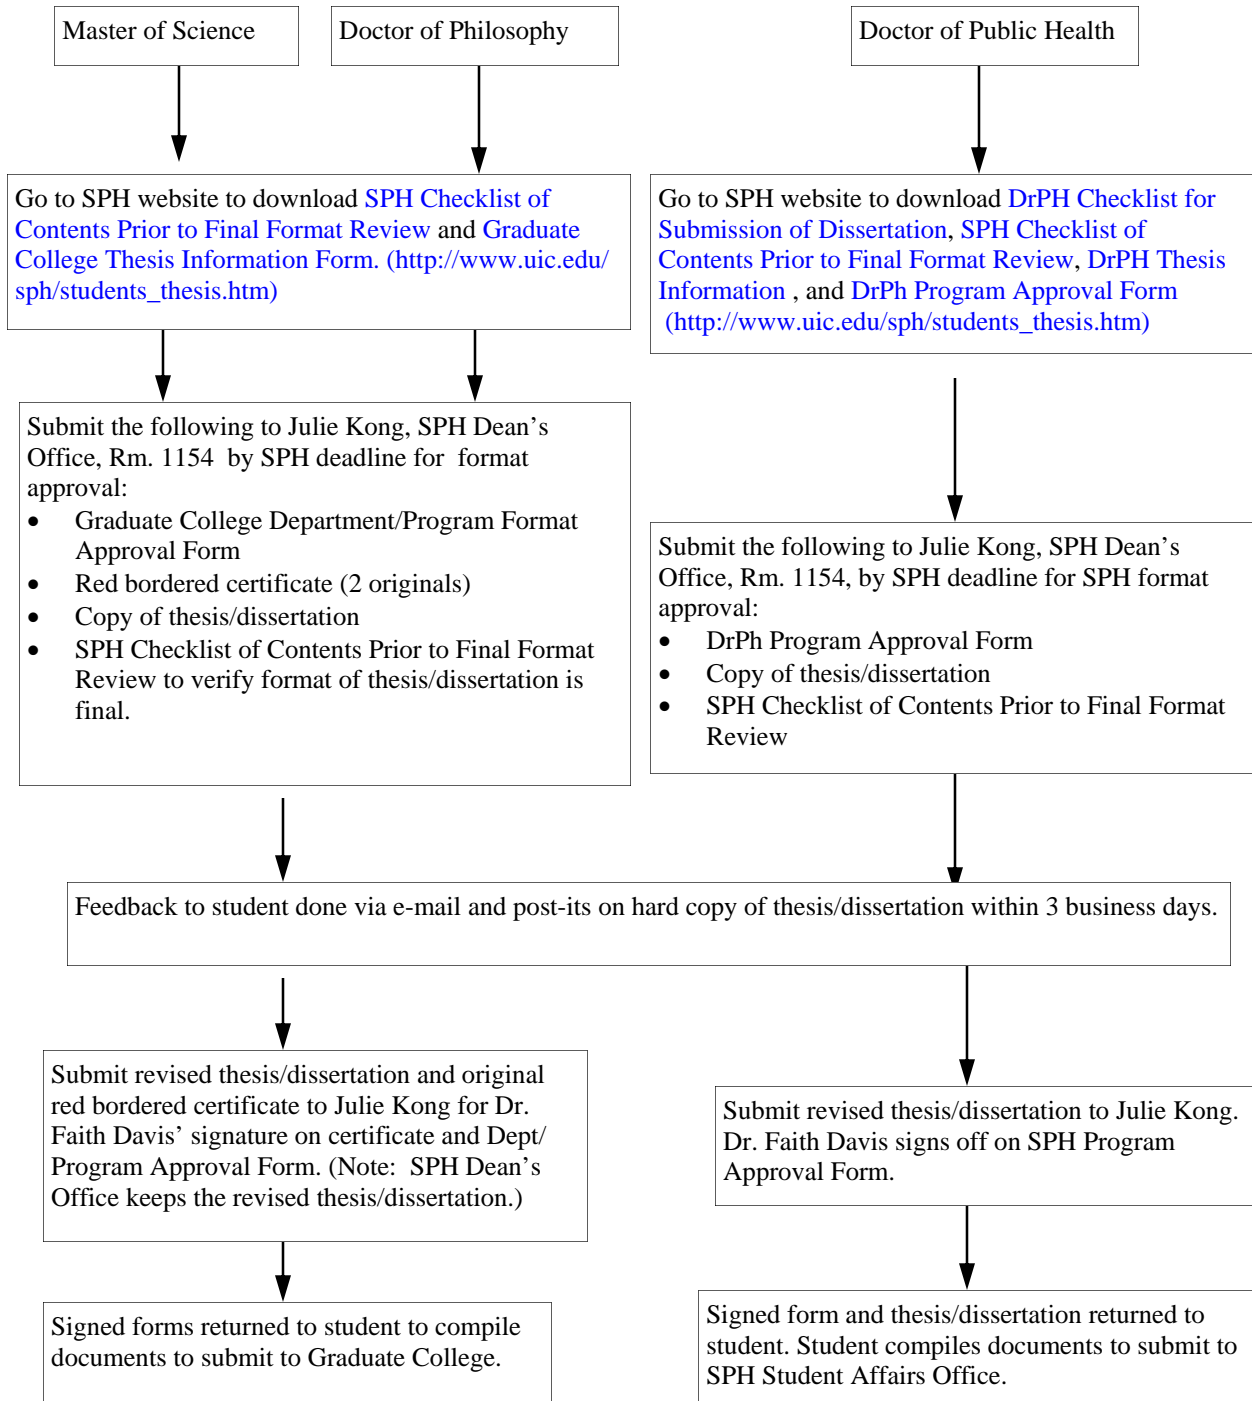 Master of Science
Doctor of Philosophy
Doctor of Public Health
Go to SPH website to download SPH Checklist of
Contents Prior to Final Format Review and Graduate
College Thesis Information Form. (http://www.uic.edu/
sph/students_thesis.htm)
Go to SPH website to download DrPH Checklist for
Submission of Dissertation, SPH Checklist of
Contents Prior to Final Format Review, DrPH Thesis
Information , and DrPh Program Approval Form
(http://www.uic.edu/sph/students_thesis.htm)
Submit the following to Julie Kong, SPH Dean’s
Office, Rm. 1154 by SPH deadline for format
approval:
• Graduate College Department/Program Format
Approval Form
• Red bordered certificate (2 originals)
• Copy of thesis/dissertation
• SPH Checklist of Contents Prior to Final Format
Review to verify format of thesis/dissertation is
final.
Submit the following to Julie Kong, SPH Dean’s
Office, Rm. 1154, by SPH deadline for SPH format
approval:
• DrPh Program Approval Form
• Copy of thesis/dissertation
• SPH Checklist of Contents Prior to Final Format
Review
Feedback to student done via e-mail and post-its on hard copy of thesis/dissertation within 3 business days.
Submit revised thesis/dissertation and original
red bordered certificate to Julie Kong for Dr.
Faith Davis’ signature on certificate and Dept/
Program Approval Form. (Note: SPH Dean’s
Office keeps the revised thesis/dissertation.)
Submit revised thesis/dissertation to Julie Kong.
Dr. Faith Davis signs off on SPH Program
Approval Form.
Signed forms returned to student to compile
documents to submit to Graduate College.
Signed form and thesis/dissertation returned to
student. Student compiles documents to submit to
SPH Student Affairs Office.